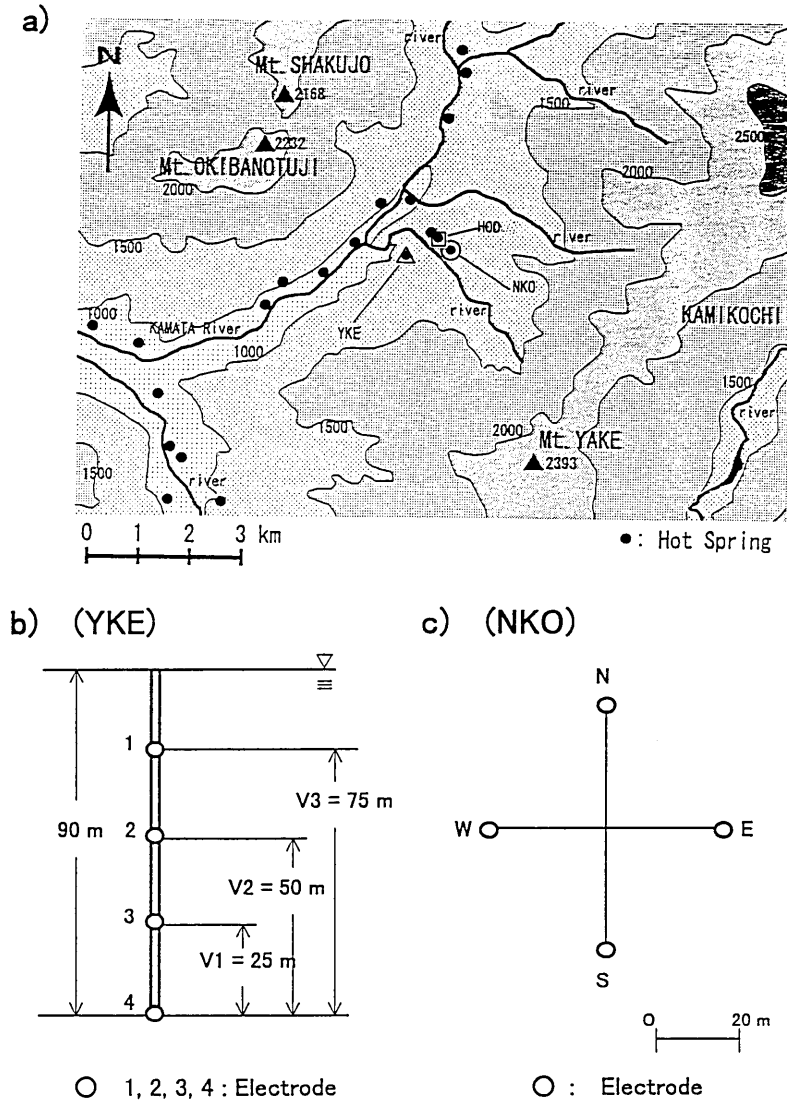 a)
N
river
Mt. SHAKUJO
2168
river
1500
2500
2232
Mt. OKIBANOTUJI
2000
2000
1500
HOD
river
NKO
1000
KAMATA River
YKE
river
KAMIKOCHI
1000
1500
river
1500
2000
Mt. YAKE
2393
1500
river
0 1 2 3 km
● : Hot Spring
b) (YKE)
c) (NKO)
N
1
V3 = 75 m
90 m
2
W
E
V2 = 50 m
3
V1 = 25 m
S
4
0 20 m
○ 1, 2, 3, 4 : Electrode
○ : Electrode